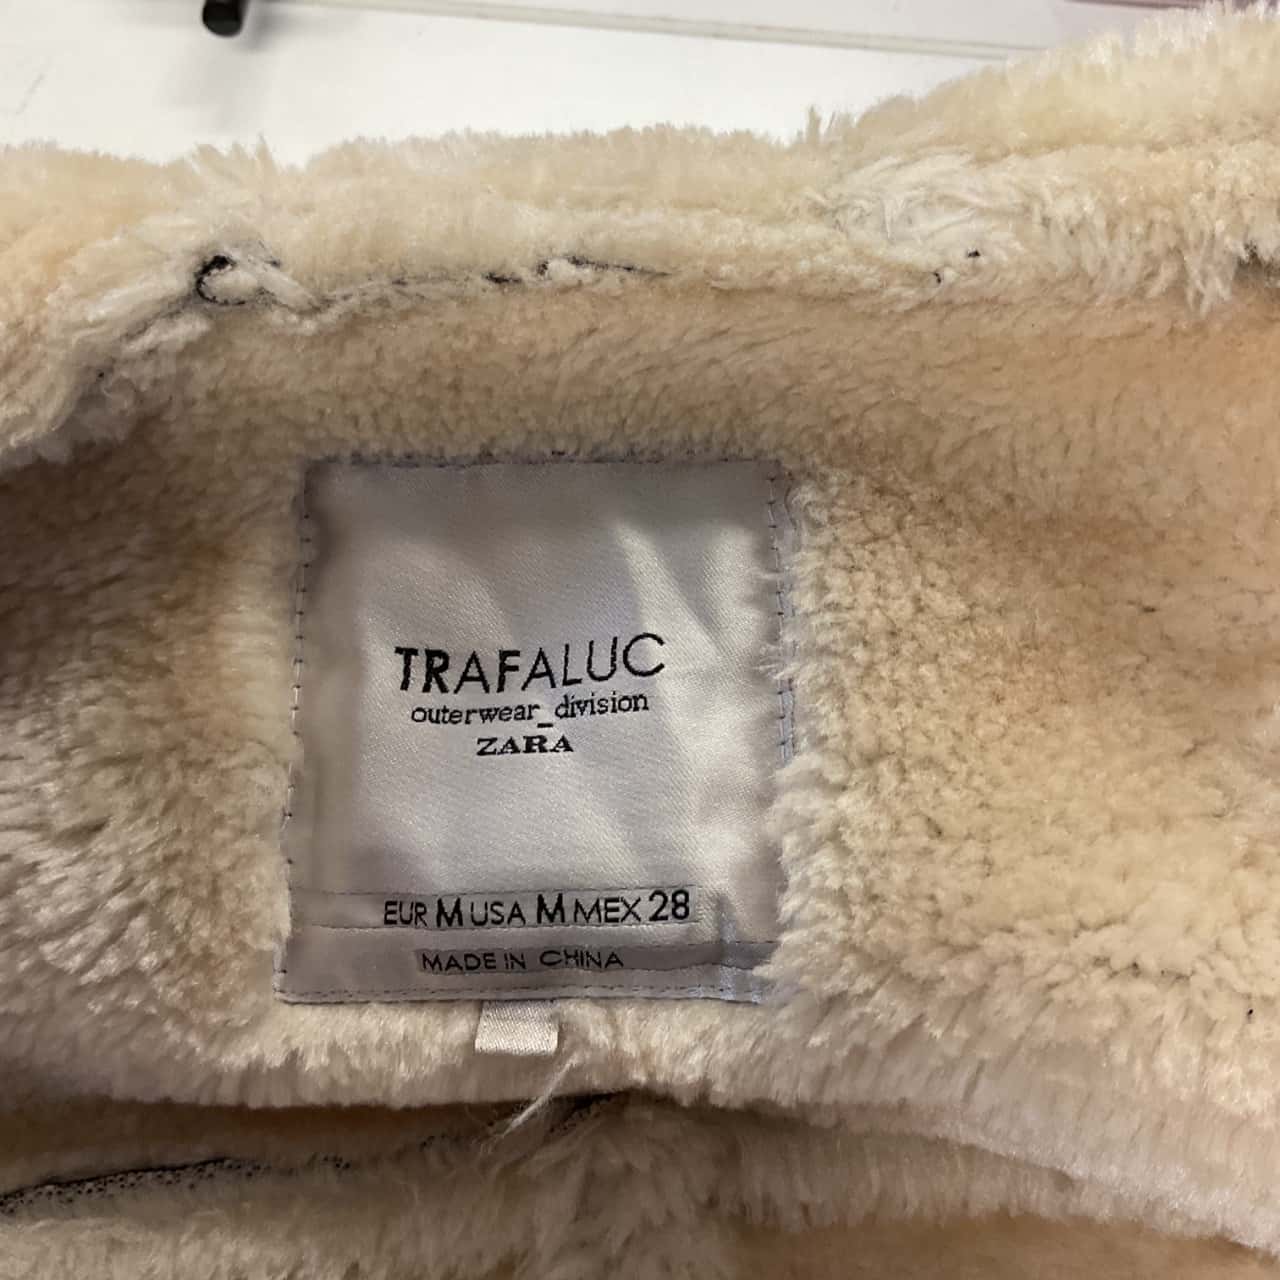 TRAFALUC
outerwear_division
ZARA
EUR M USA M MEX 28
MADE IN CHINA